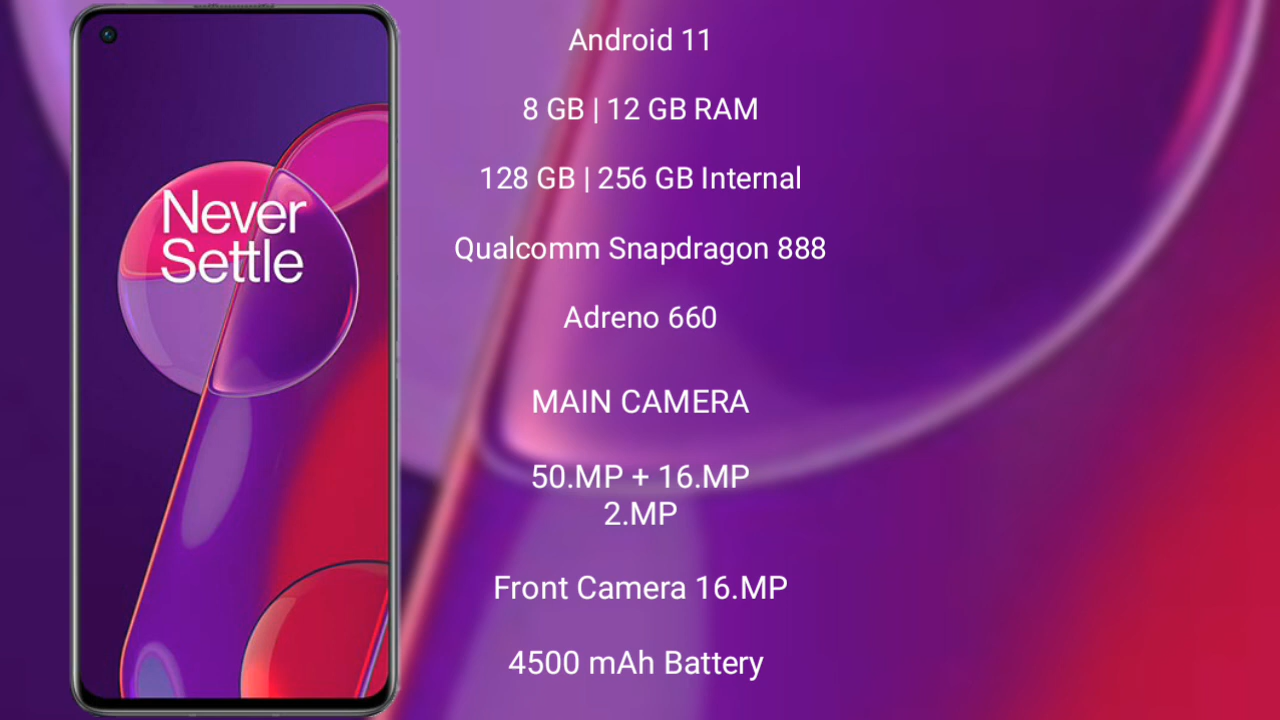 Never
Settle
Android 11
8 GB | 12 GB RAM
128 GB | 256 GB Internal
Qualcomm Snapdragon 888
Adreno 660
MAIN CAMERA
50.MP + 16.MP
2.MP
Front Camera 16.MP
4500 mAh Battery